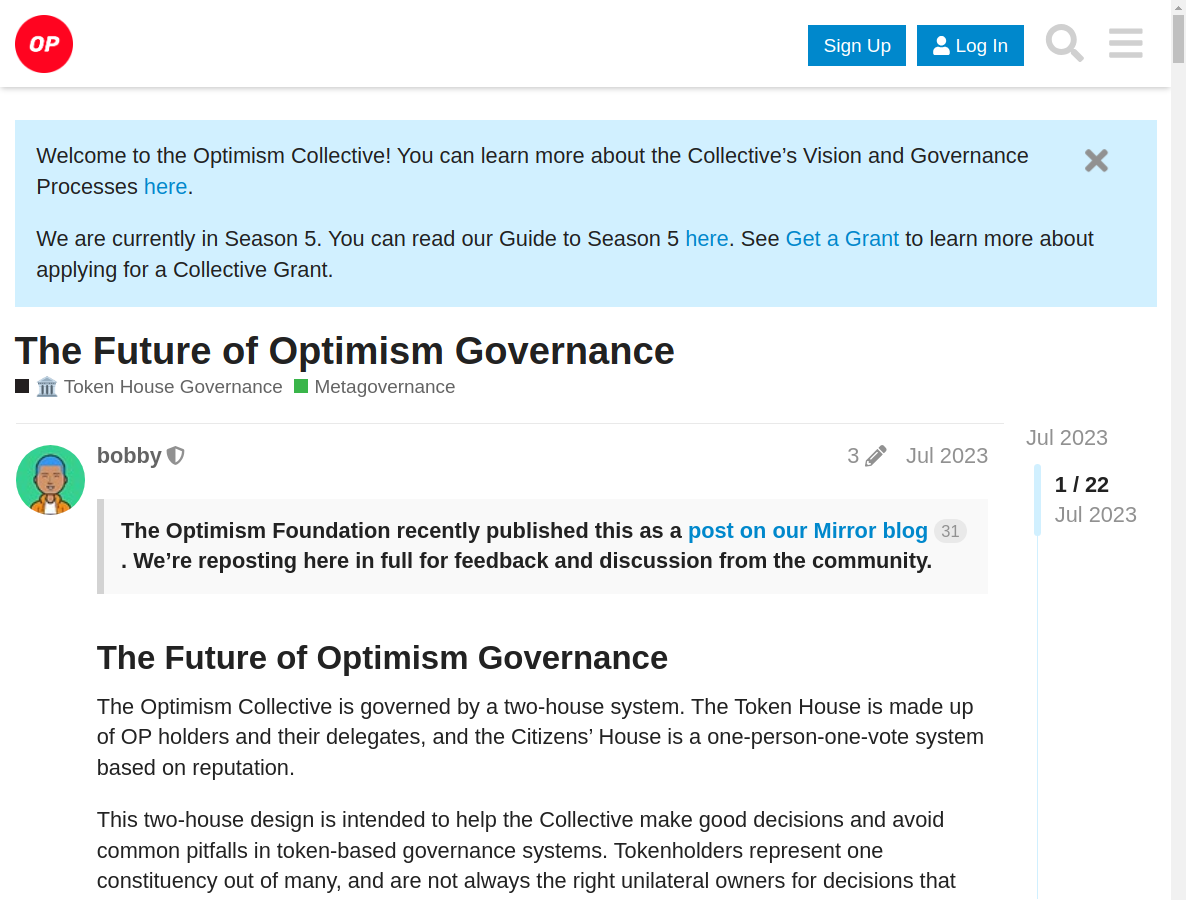 OP
Sign Up
Log In
Welcome to the Optimism Collective! You can learn more about the Collective’s Vision and Governance
Processes here.
We are currently in Season 5. You can read our Guide to Season 5 here. See Get a Grant to learn more about
applying for a Collective Grant.
The Future of Optimism Governance
Token House Governance Metagovernance
bobby 3 Jul 2023
Jul 2023
1 / 22
Jul 2023
The Optimism Foundation recently published this as a post on our Mirror blog 31
. We’re reposting here in full for feedback and discussion from the community.
The Future of Optimism Governance
The Optimism Collective is governed by a two-house system. The Token House is made up
of OP holders and their delegates, and the Citizens’ House is a one-person-one-vote system
based on reputation.
This two-house design is intended to help the Collective make good decisions and avoid
common pitfalls in token-based governance systems. Tokenholders represent one
constituency out of many, and are not always the right unilateral owners for decisions that